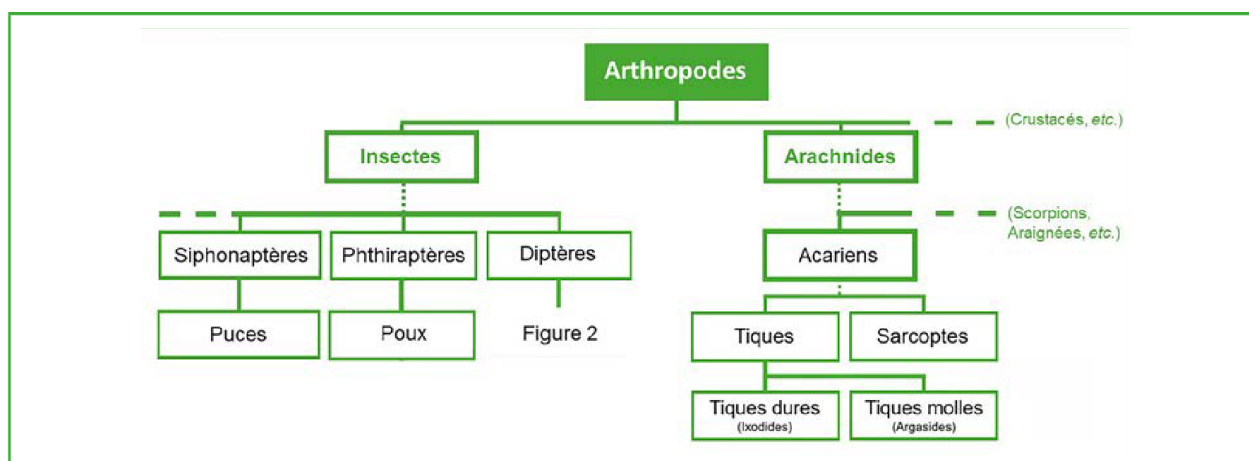 Arthropodes
(Crustacés, etc.)
Insectes
Arachnides
(Scorpions,
Araignées, etc.)
Siphonaptères
Phthiraptères
Diptères
Acariens
Puces
Poux
Figure 2
Tiques
Sarcoptes
Tiques dures
(Ixodides)
Tiques molles
(Argasides)